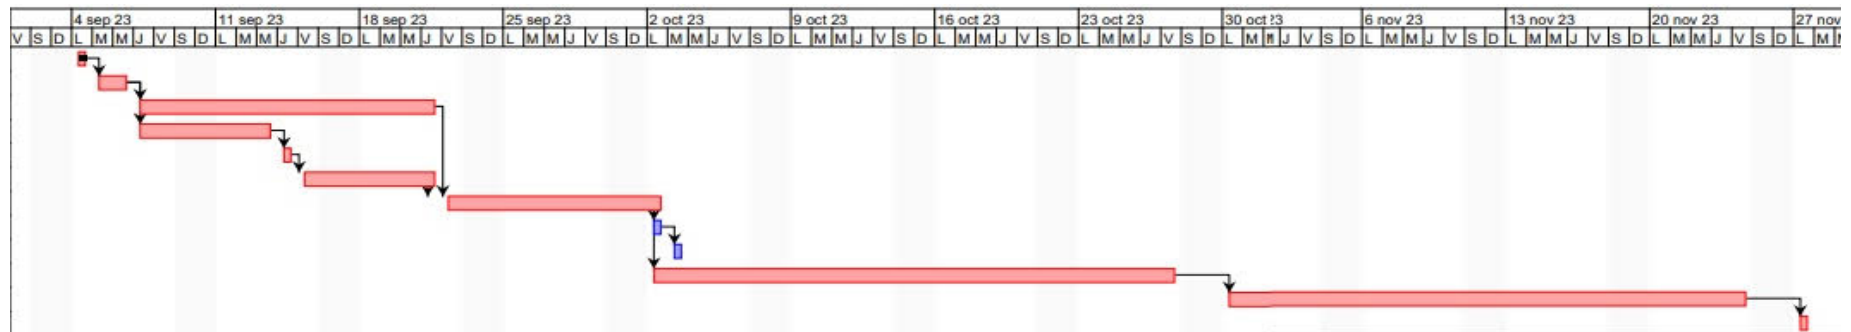 4 sep 23 11 sep 23 18 sep 23 25 sep 23 2 oct 23 9 oct 23 16 oct 23 23 oct 23 30 oct 23 6 nov 23 13 nov 23 20 nov 23 27 nov
V S D L M M J V S D L M M J V S D L M M J V S D L M M J V S D L M M J V S D L M M J V S D L M M J V S D L M M J V S D L M M J V S D L M M J V S D L M M J V S D L M M J V S D L M